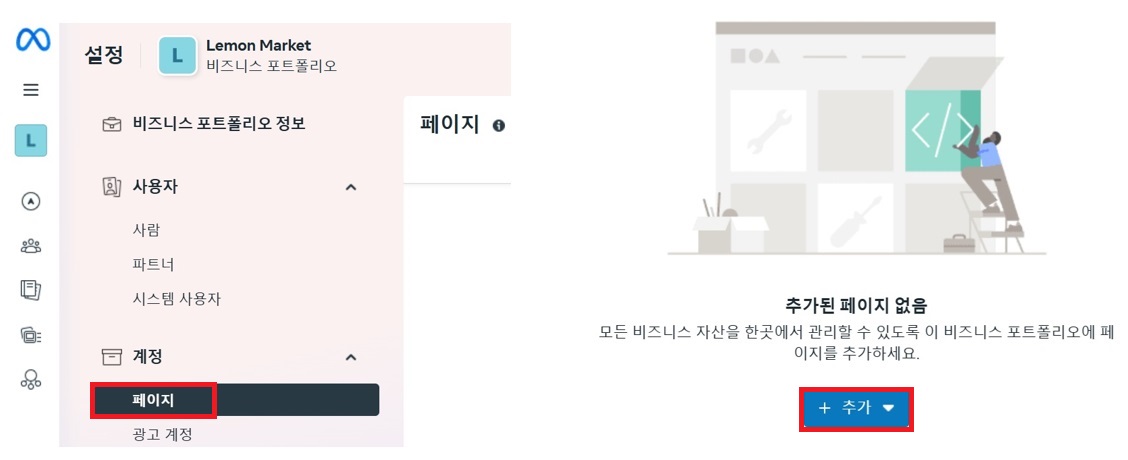 설정
L
Lemon Market
비즈니스 포트폴리오
L
비즈니스 포트폴리오 정보
사용자
사람
파트너
시스템 사용자
계정
페이지
광고 계정
페이지
추가된 페이지 없음
모든 비즈니스 자산을 한곳에서 관리할 수 있도록 이 비즈니스 포트폴리오에 페
이지를 추가하세요.
+ 추가